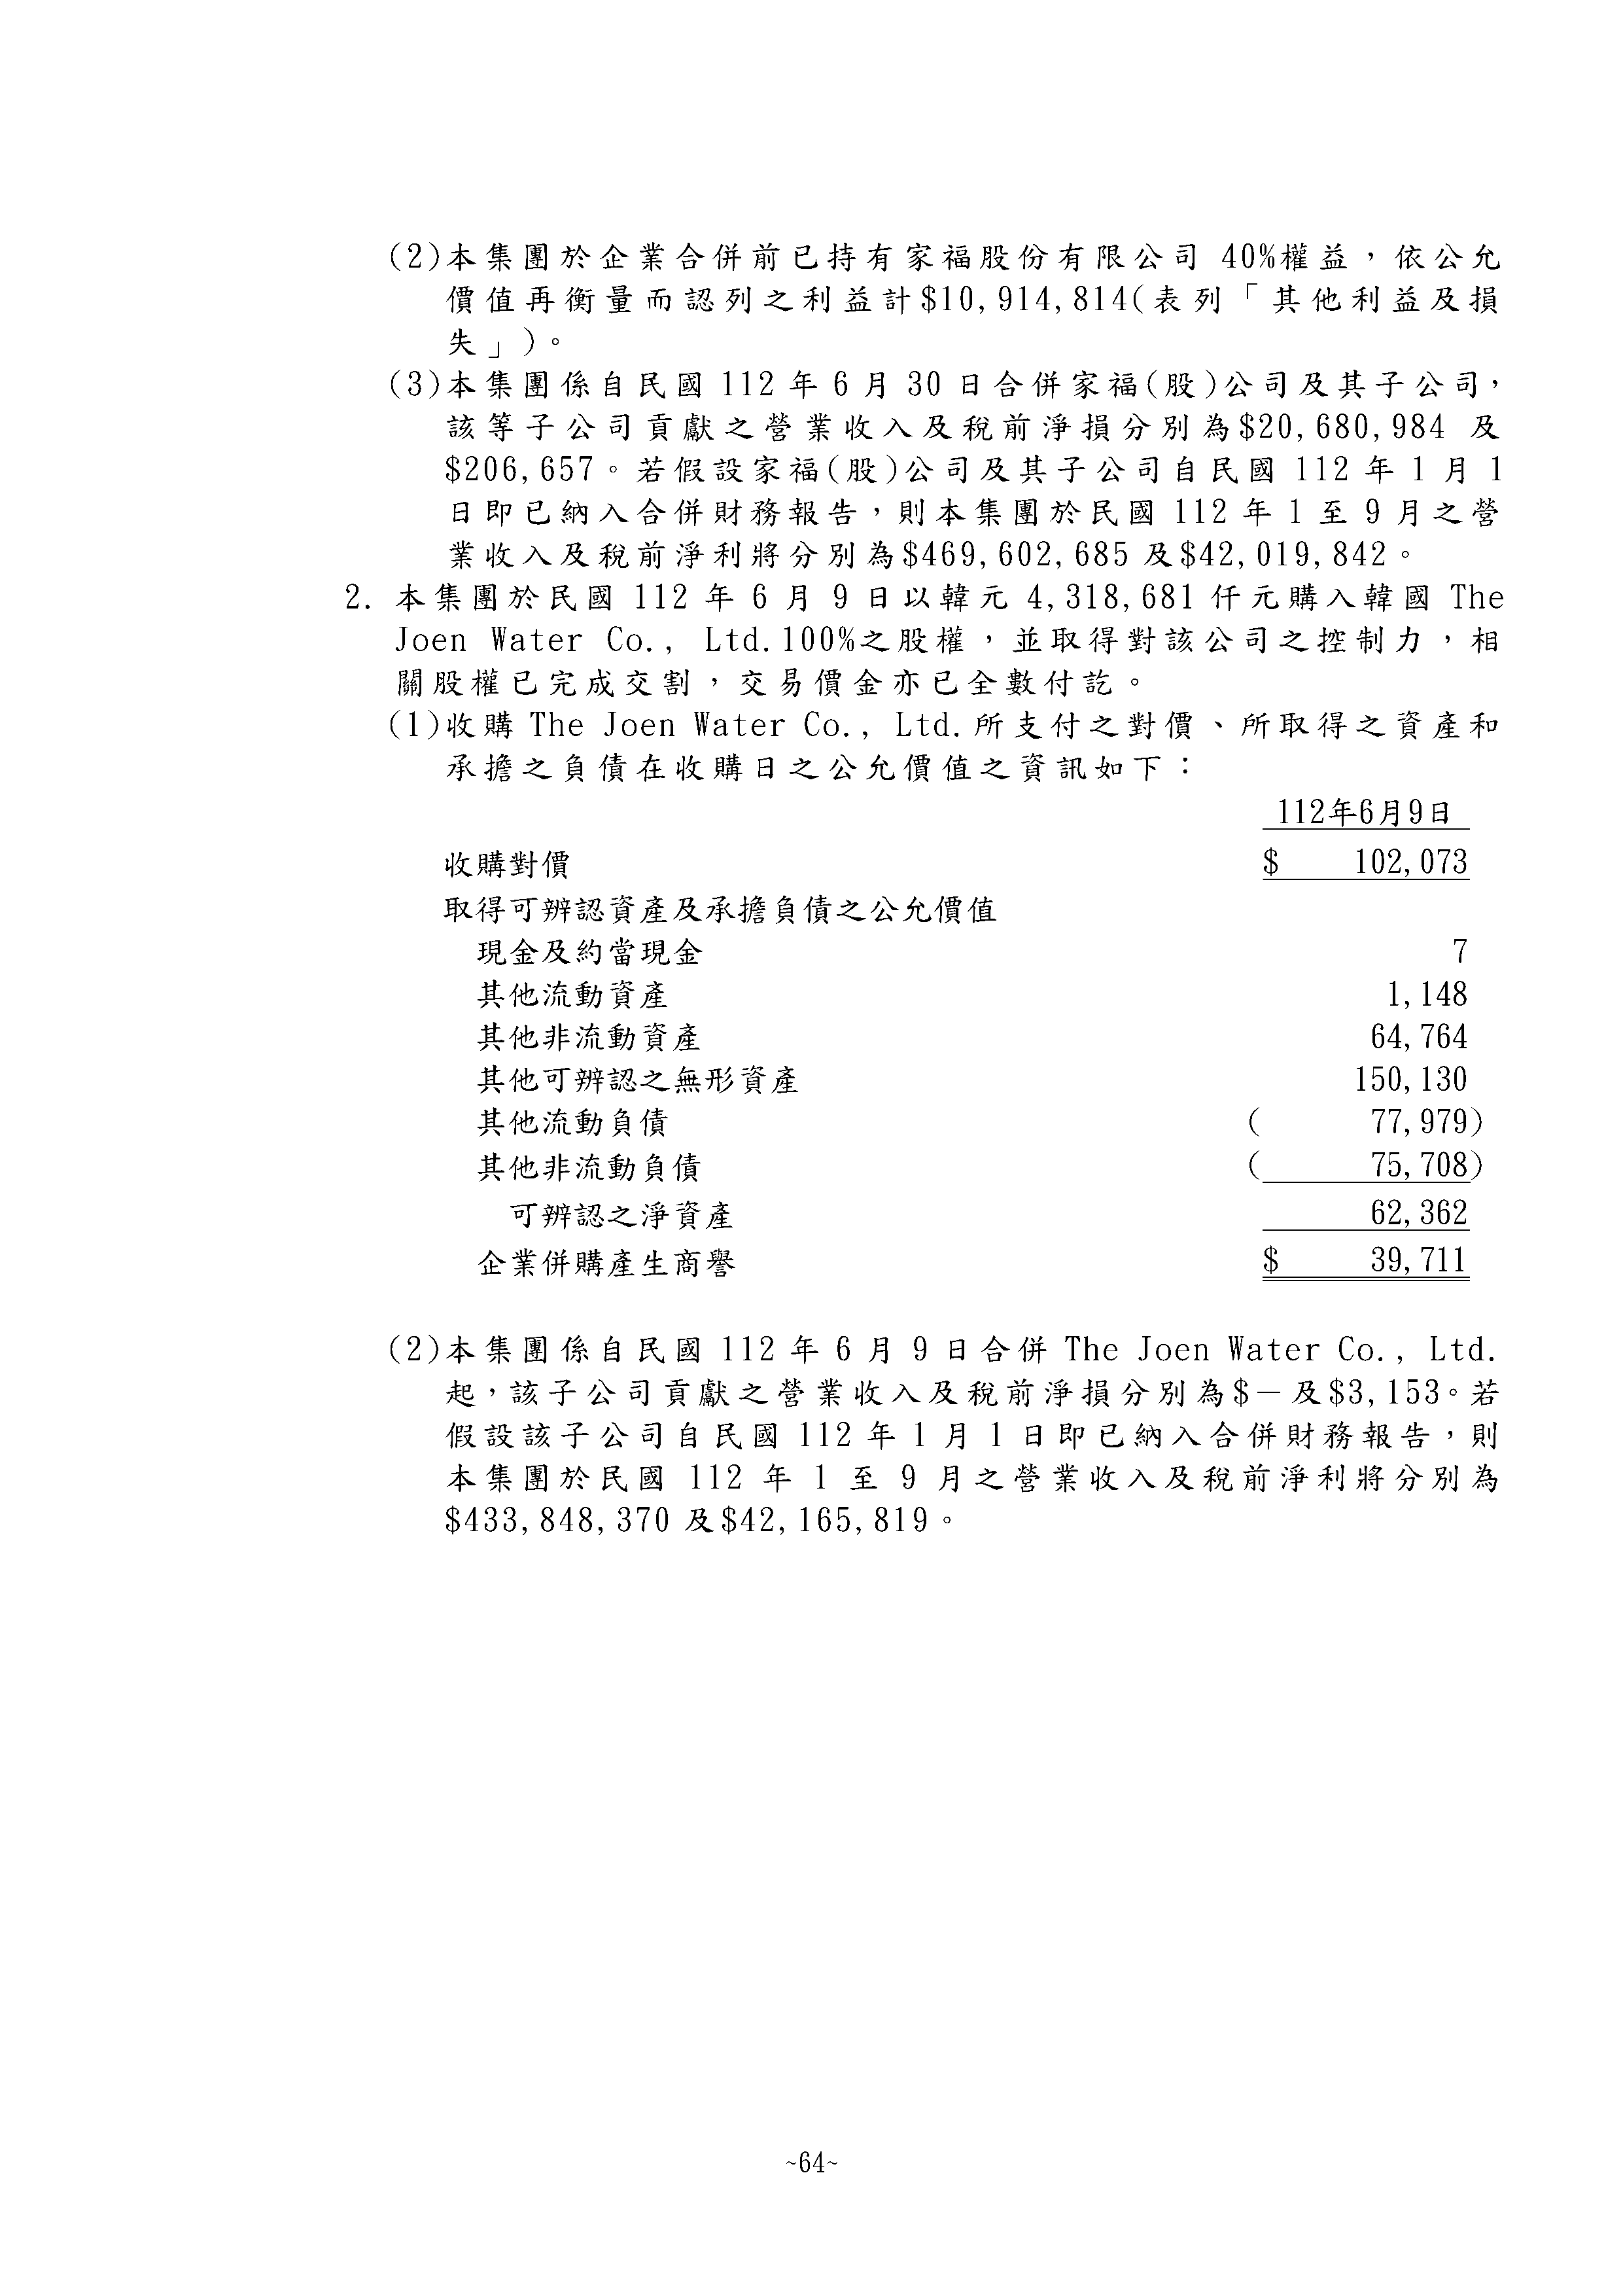 (2)本集團於企業合併前已持有家福股份有限公司 40%權益，依公允
價值再衡量而認列之利益計$10,914,814(表列「其他利益及損
失」)。
(3)本集團係自民國 112 年 6 月 30 日合併家福(股)公司及其子公司，
該等子公司貢獻之營業收入及稅前淨損分別為$20,680,984 及
$206,657。若假設家福(股)公司及其子公司自民國 112 年 1 月 1
日即已納入合併財務報告，則本集團於民國 112 年 1 至 9 月之營
業收入及稅前淨利將分別為$469,602,685 及$42,019,842。
2. 本集團於民國 112 年 6 月 9 日以韓元 4,318,681 仟元購入韓國 The
Joen Water Co., Ltd.100%之股權，並取得對該公司之控制力，相
關股權已完成交割，交易價金亦已全數付訖。
(1)收購 The Joen Water Co., Ltd.所支付之對價、所取得之資產和
承擔之負債在收購日之公允價值之資訊如下：
112年6月9日
收購對價 $ 102,073
取得可辨認資產及承擔負債之公允價值
現金及約當現金 7
其他流動資產 1,148
其他非流動資產 64,764
其他可辨認之無形資產 150,130
其他流動負債 ( 77,979)
其他非流動負債 ( 75,708)
可辨認之淨資產 62,362
企業併購產生商譽 $ 39,711
(2)本集團係自民國 112 年 6 月 9 日合併 The Joen Water Co., Ltd.
起，該子公司貢獻之營業收入及稅前淨損分別為$－及$3,153。若
假設該子公司自民國 112 年 1 月 1 日即已納入合併財務報告，則
本集團於民國 112 年 1 至 9 月之營業收入及稅前淨利將分別為
$433,848,370 及$42,165,819。
~64~